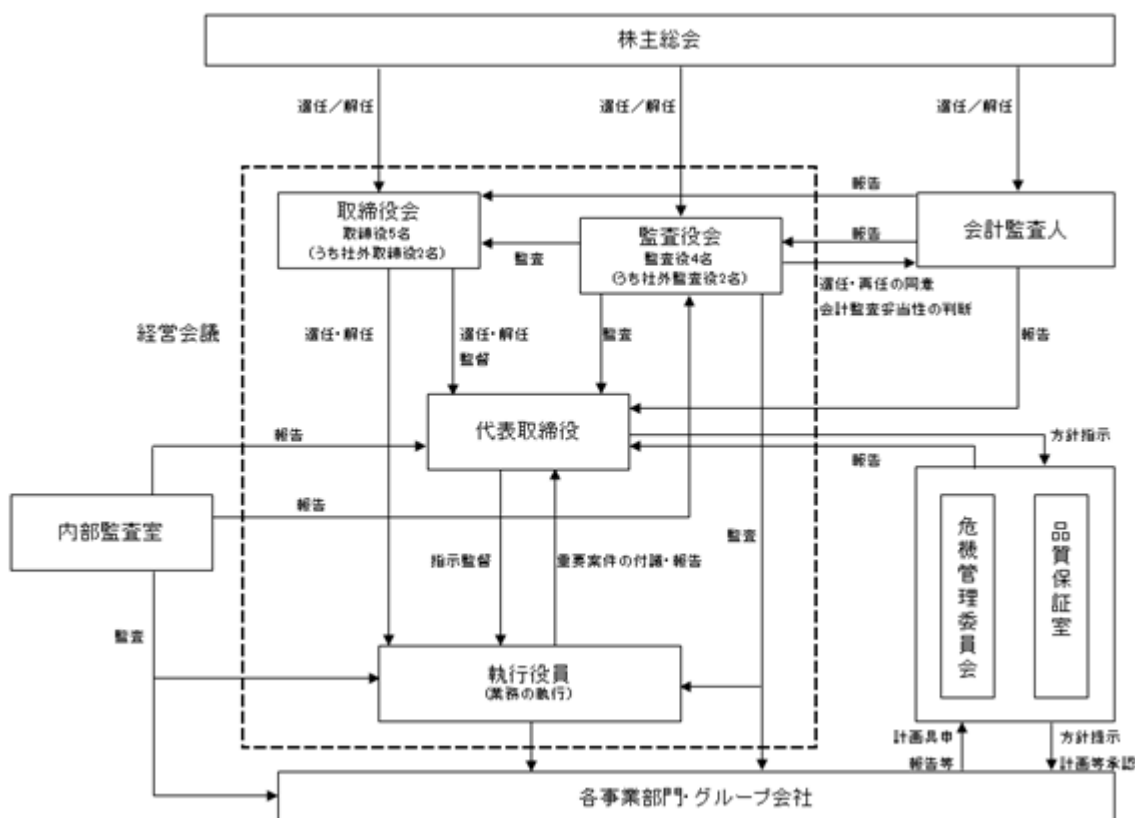 株主総会
選任／解任
選任／解任
選任／解任
報告
取締役会
取締役5名
(うち社外取締役2名)
監査
監査役会
監査役4名
(うち社外監査役2名)
報告
会計監査人
選任・再任の同意
会計監査妥当性の判断
経営会議
選任・解任
選任・解任
監督
監査
報告
代表取締役
報告
方針指示
報告
内部監査室
報告
監査
危機管理委員会
品質保証室
指示監督
重要案件の付議・報告
監査
執行役員
(業務の執行)
計画具申
報告等
方針提示
計画等承認
各事業部門・グループ会社